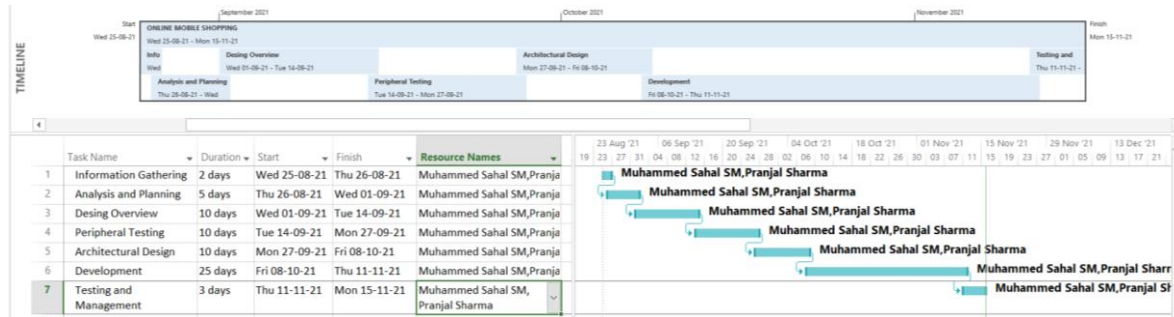 September 2021 October 2021 November 2021
Start
Wed 25-08-21
Finish
Mon 15-11-21
TIMELINE
ONLINE MOBILE SHOPPING
Wed 25-08-21 - Mon 15-11-21
Info
Wed
Desing Overview
Wed 01-09-21 - Tue 14-09-21
Architectural Design
Mon 27-09-21 - Fri 08-10-21
Testing and
Thu 11-11-21 -
Analysis and Planning
Thu 26-08-21 - Wed
Peripheral Testing
Tue 14-09-21 - Mon 27-09-21
Development
Fri 08-10-21 - Thu 11-11-21
Task Name Duration Start Finish Resource Names
1 Information Gathering 2 days Wed 25-08-21 Thu 26-08-21 Muhammed Sahal SM,Pranja
2 Analysis and Planning 5 days Thu 26-08-21 Wed 01-09-21 Muhammed Sahal SM,Pranja
3 Desing Overview 10 days Wed 01-09-21 Tue 14-09-21 Muhammed Sahal SM,Pranja
4 Peripheral Testing 10 days Tue 14-09-21 Mon 27-09-21 Muhammed Sahal SM,Pranja
5 Architectural Design 10 days Mon 27-09-21 Fri 08-10-21 Muhammed Sahal SM,Pranja
6 Development 25 days Fri 08-10-21 Thu 11-11-21 Muhammed Sahal SM,Pranja
7 Testing and 3 days Thu 11-11-21 Mon 15-11-21 Muhammed Sahal SM,
Management Pranjal Sharma
23 Aug '21 06 Sep '21 20 Sep '21 04 Oct '21 18 Oct '21 01 Nov '21 15 Nov '21 29 Nov '21 13 Dec '21
19 23 27 31 04 08 12 16 20 24 28 02 06 10 14 18 22 26 30 03 07 11 15 19 23 27 01 05 09 13 17 21
Muhammed Sahal SM,Pranjal Sharma
Muhammed Sahal SM,Pranjal Sharma
Muhammed Sahal SM,Pranjal Sharma
Muhammed Sahal SM,Pranjal Sharma
Muhammed Sahal SM,Pranjal Sharma
Muhammed Sahal SM,Pranjal Sharr
Muhammed Sahal SM,Pranjal Sh